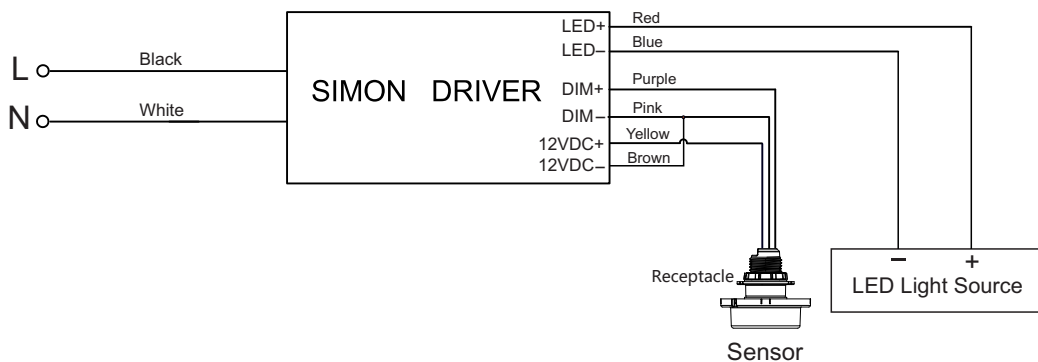 LED+ Red
LED– Blue
L Black
DIM+ Purple
SIMON DRIVER
N White
DIM– Pink
12VDC+ Yellow
12VDC– Brown
– +
Receptacle
LED Light Source
Sensor